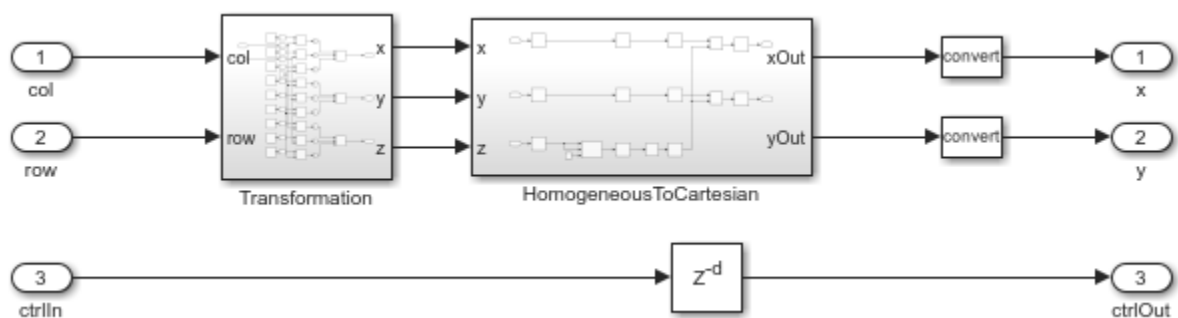 1
col
2
row
col
row
x
y
z
Transformation
x
y
z
xOut
yOut
HomogeneousToCartesian
convert
convert
1
x
2
y
3
ctrlIn
Z^-d
3
ctrlOut